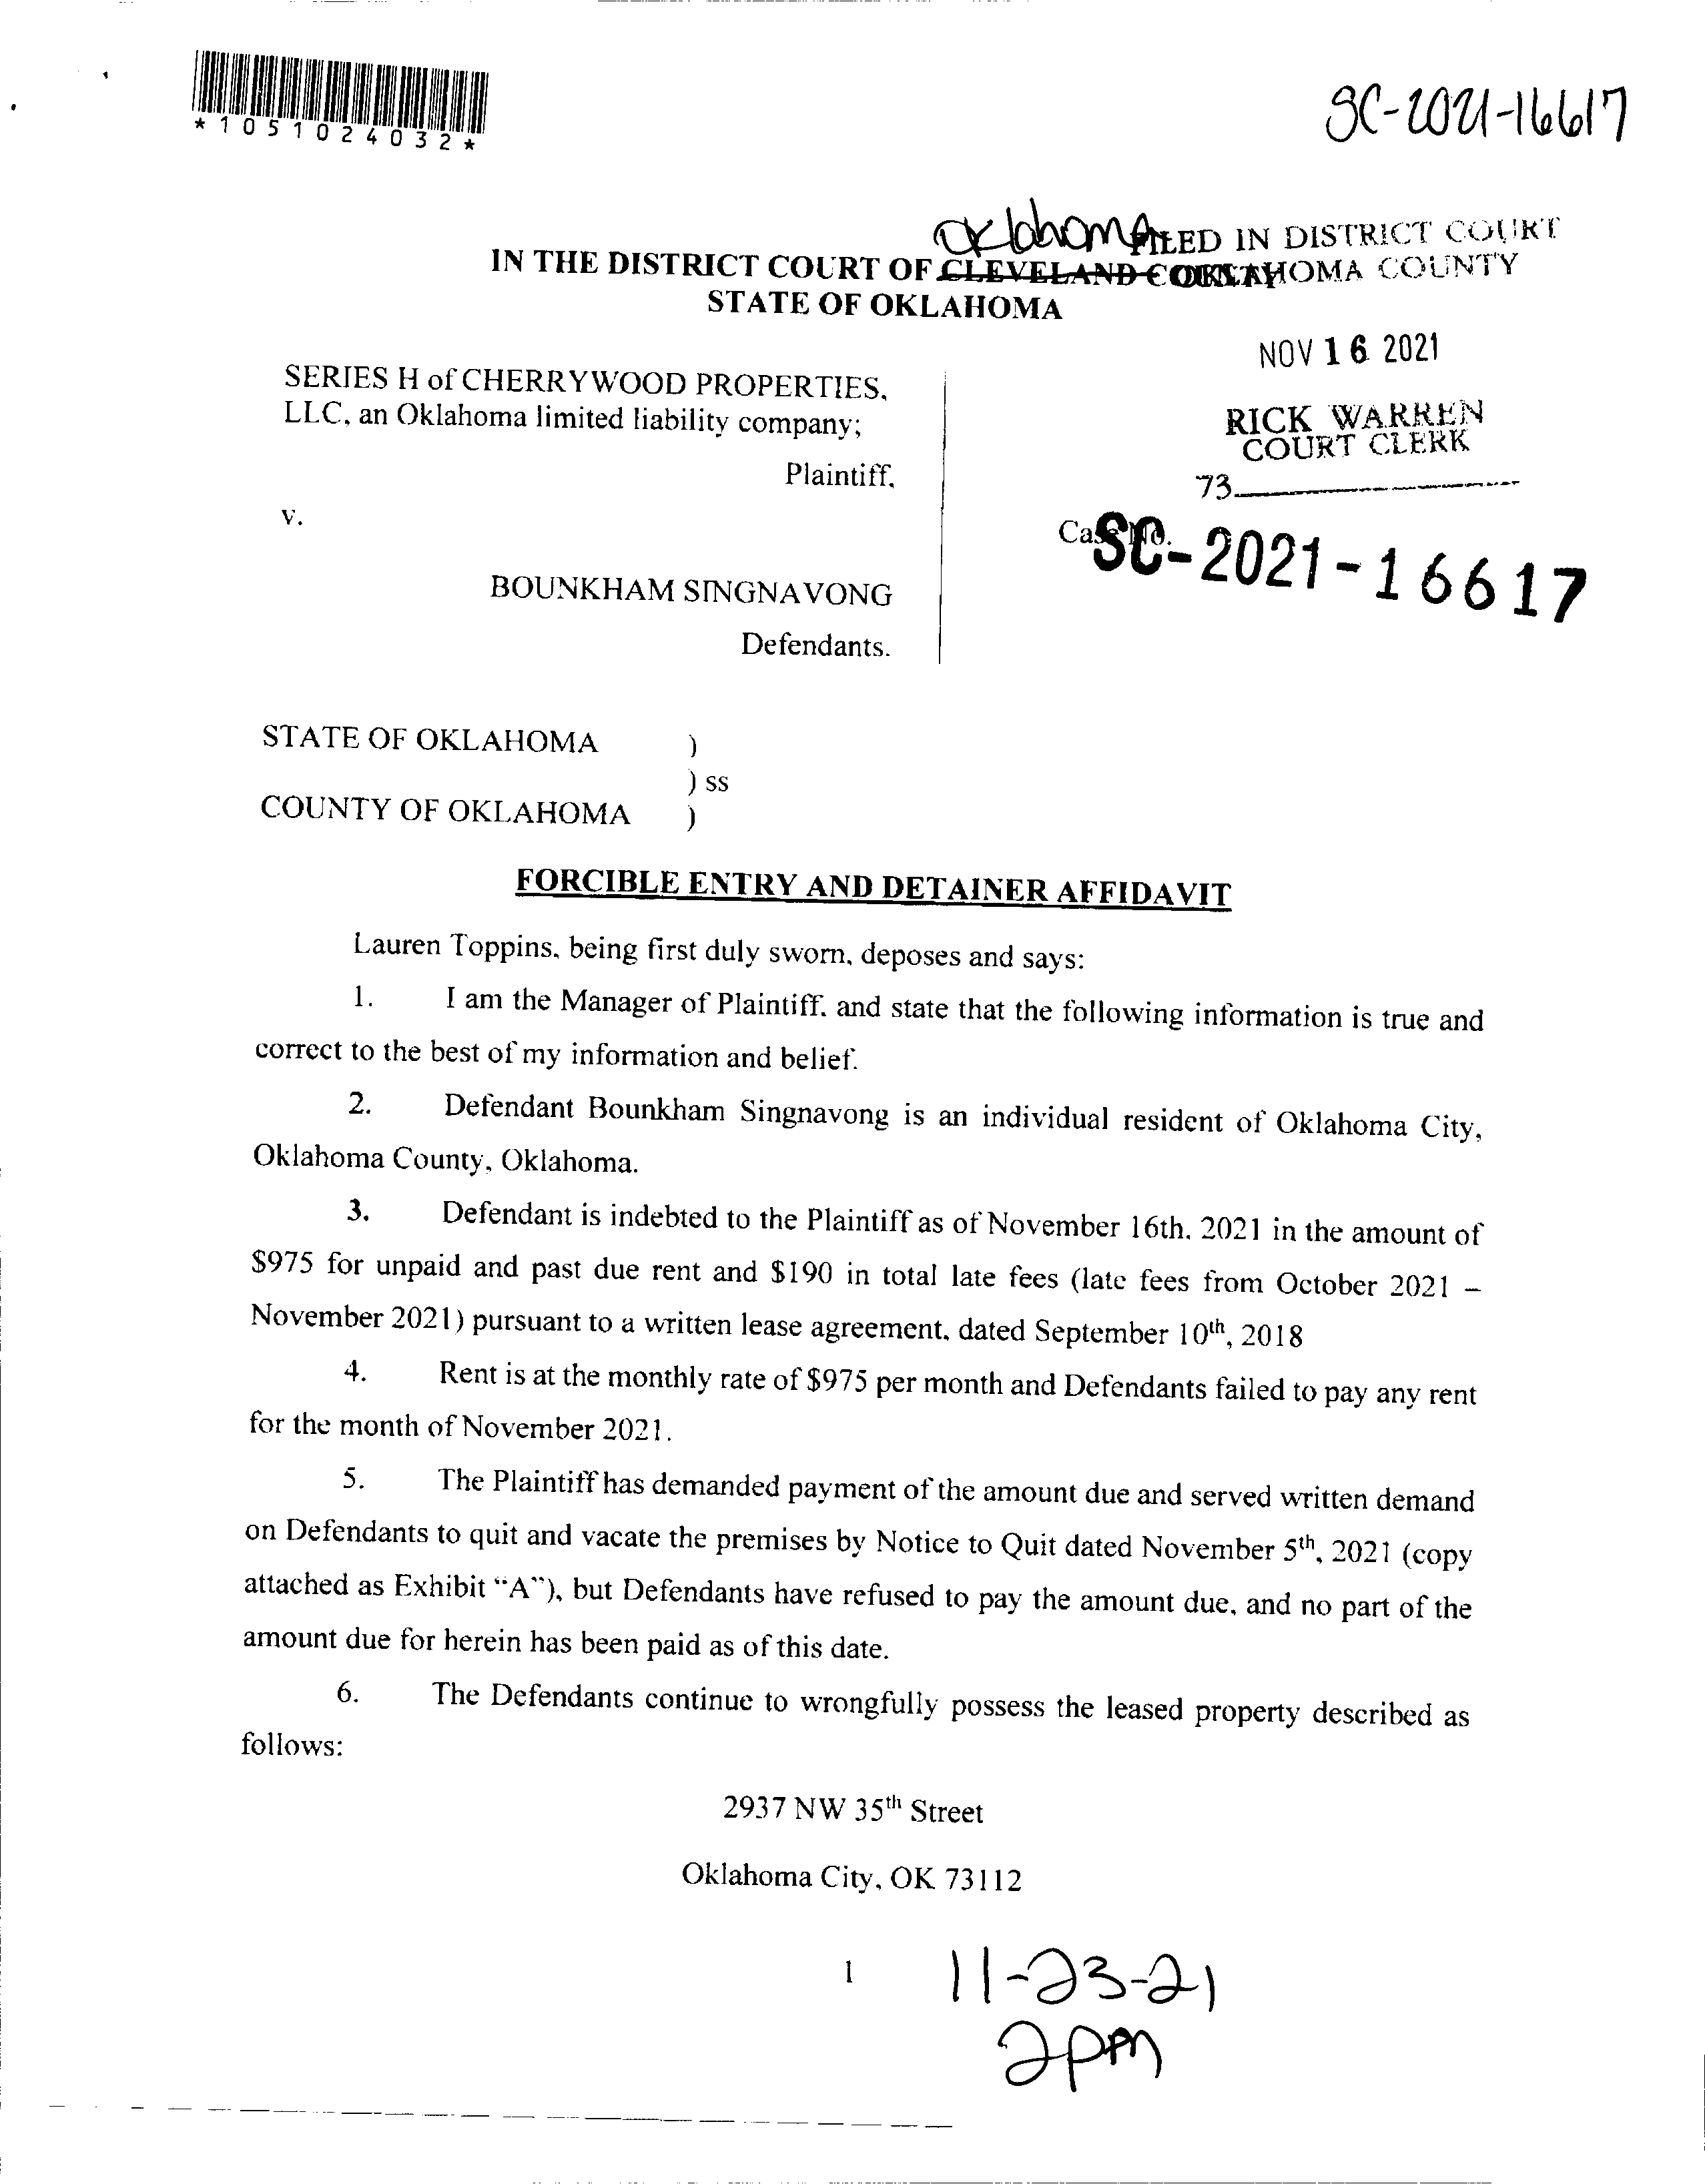 *1051024032*
SC-2021-16617
Oklahoma
FILED IN DISTRICT COURT
OKLAHOMA COUNTY
IN THE DISTRICT COURT OF CLEVELAND COUNTY
STATE OF OKLAHOMA
NOV 16 2021
RICK WARREN
COURT CLERK
73
SERIES H of CHERRYWOOD PROPERTIES,
LLC, an Oklahoma limited liability company;
Plaintiff,
v.
Case No.
SC-2021-16617
BOUNKHAM SINGNAVONG
Defendants.
STATE OF OKLAHOMA )
) ss
COUNTY OF OKLAHOMA )
FORCIBLE ENTRY AND DETAINER AFFIDAVIT
Lauren Toppins, being first duly sworn, deposes and says:
1. I am the Manager of Plaintiff, and state that the following information is true and
correct to the best of my information and belief.
2. Defendant Bounkham Singnavong is an individual resident of Oklahoma City,
Oklahoma County, Oklahoma.
3. Defendant is indebted to the Plaintiff as of November 16th, 2021 in the amount of
$975 for unpaid and past due rent and $190 in total late fees (late fees from October 2021 –
November 2021) pursuant to a written lease agreement, dated September 10th, 2018
4. Rent is at the monthly rate of $975 per month and Defendants failed to pay any rent
for the month of November 2021.
5. The Plaintiff has demanded payment of the amount due and served written demand
on Defendants to quit and vacate the premises by Notice to Quit dated November 5th, 2021 (copy
attached as Exhibit “A”), but Defendants have refused to pay the amount due, and no part of the
amount due for herein has been paid as of this date.
6. The Defendants continue to wrongfully possess the leased property described as
follows:
2937 NW 35th Street
Oklahoma City, OK 73112
1
11-23-21
2pm